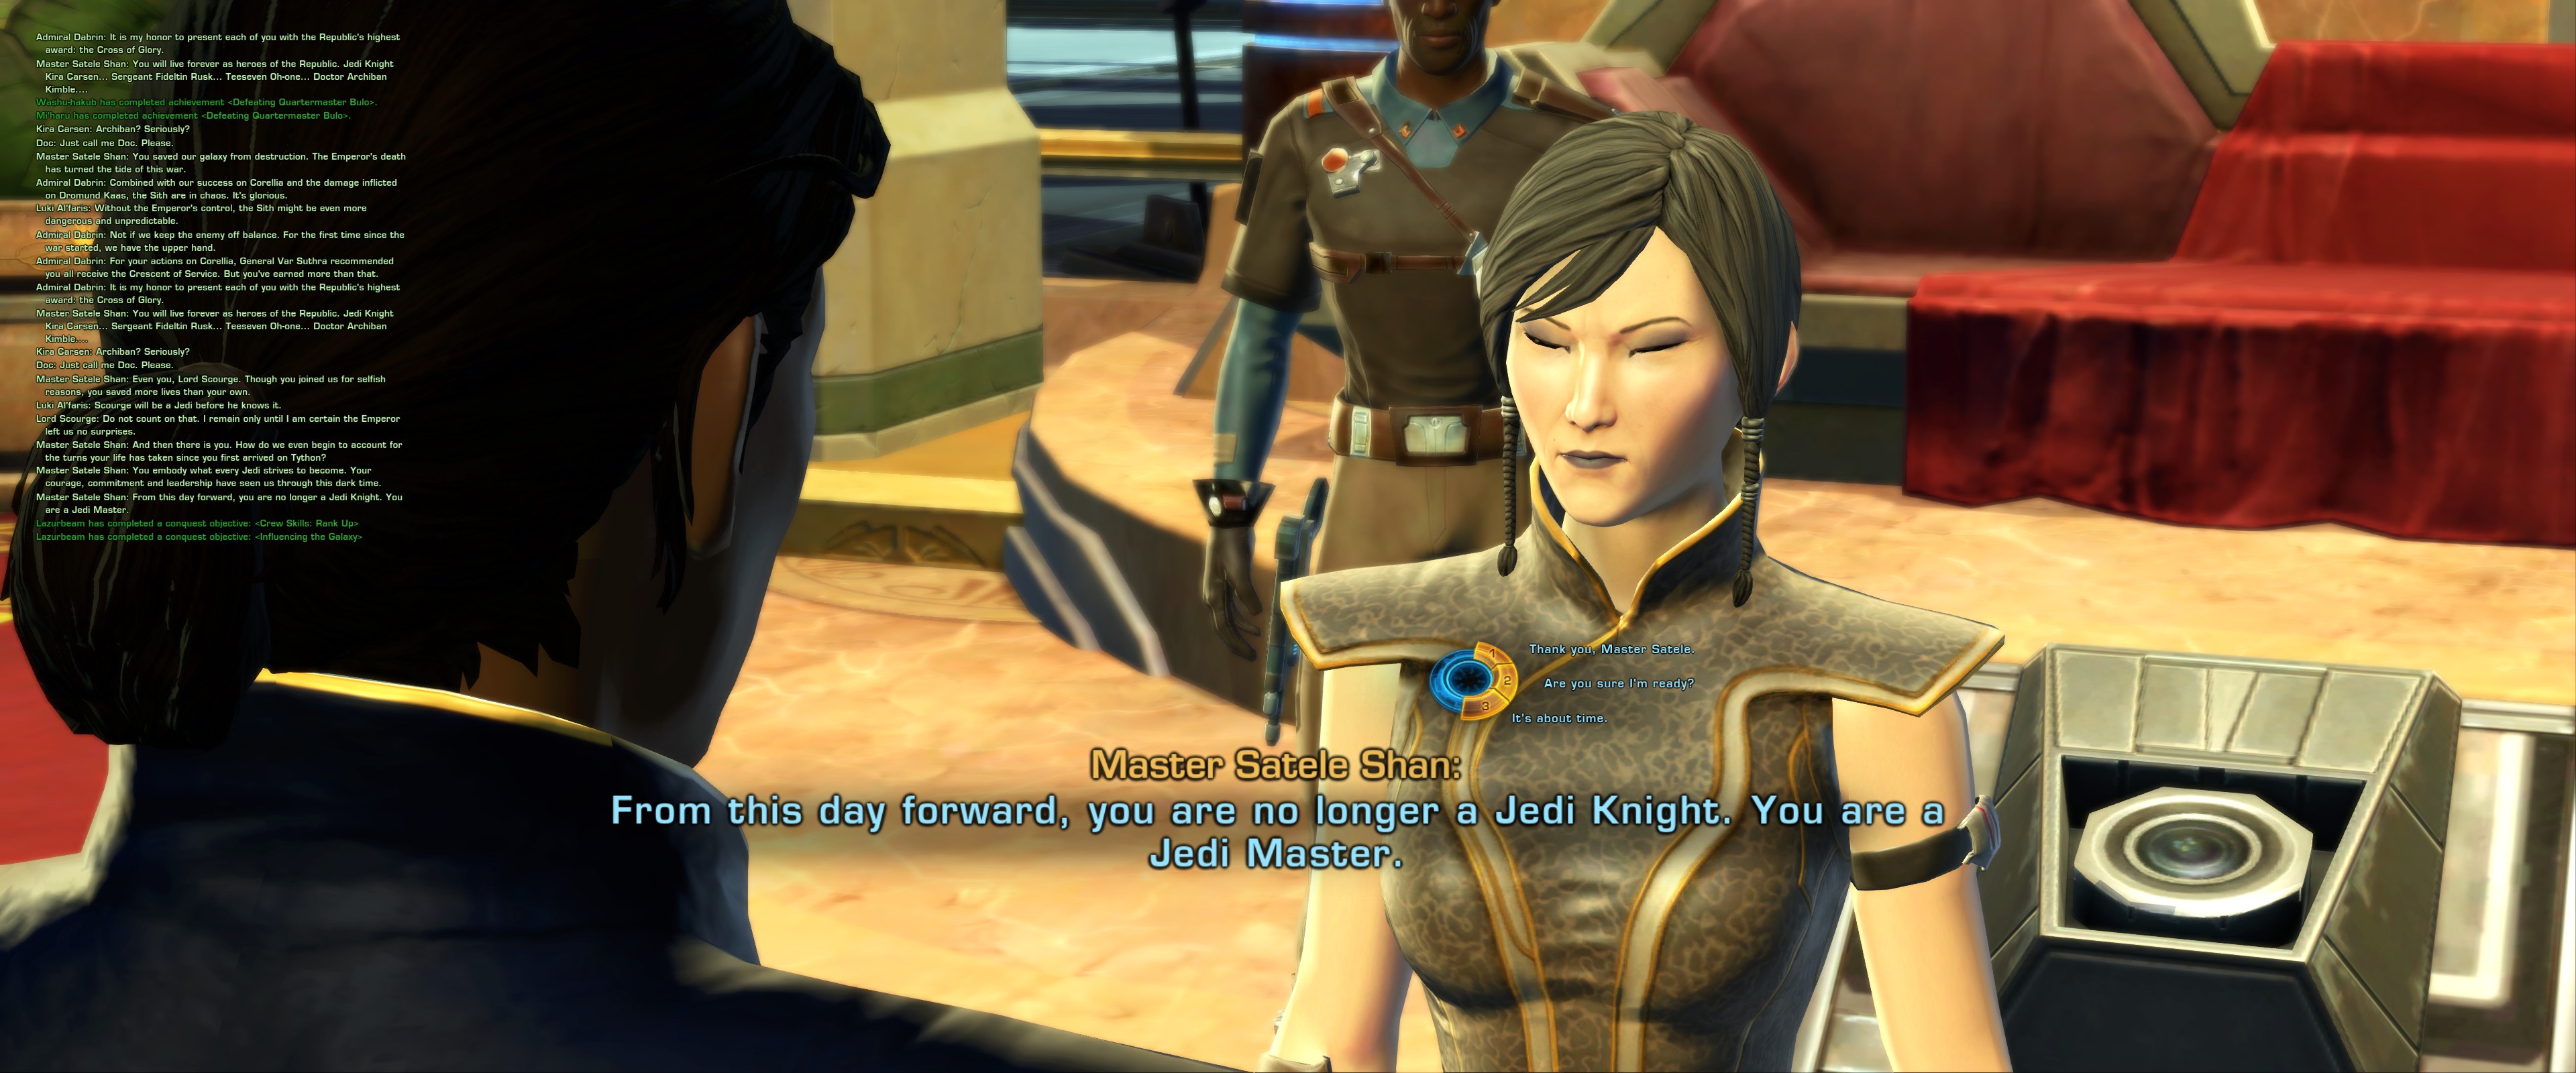 Admiral Dabrin: It is my honor to present each of you with the Republic's highest
award: the Cross of Glory.
Master Satele Shan: You will live forever as heroes of the Republic. Jedi Knight
Kira Carsen... Sergeant Fideltin Rusk... Teeseven Oh-one... Doctor Archiban
Kimble....
Washu-hakub has completed achievement <Defeating Quartermaster Bulo>.
Mi'haru has completed achievement <Defeating Quartermaster Bulo>.
Kira Carsen: Archiban? Seriously?
Doc: Just call me Doc. Please.
Master Satele Shan: You saved our galaxy from destruction. The Emperor's death
has turned the tide of this war.
Admiral Dabrin: Combined with our success on Corellia and the damage inflicted
on Dromund Kaas, the Sith are in chaos. It's glorious.
Luki Al'faris: Without the Emperor's control, the Sith might be even more
dangerous and unpredictable.
Admiral Dabrin: Not if we keep the enemy off balance. For the first time since the
war started, we have the upper hand.
Admiral Dabrin: For your actions on Corellia, General Var Suthra recommended
you all receive the Crescent of Service. But you've earned more than that.
Admiral Dabrin: It is my honor to present each of you with the Republic's highest
award: the Cross of Glory.
Master Satele Shan: You will live forever as heroes of the Republic. Jedi Knight
Kira Carsen... Sergeant Fideltin Rusk... Teeseven Oh-one... Doctor Archiban
Kimble....
Kira Carsen: Archiban? Seriously?
Doc: Just call me Doc. Please.
Master Satele Shan: Even you, Lord Scourge. Though you joined us for selfish
reasons, you saved more lives than your own.
Luki Al'faris: Scourge will be a Jedi before he knows it.
Lord Scourge: Do not count on that. I remain only until I am certain the Emperor
left us no surprises.
Master Satele Shan: And then there is you. How do we even begin to account for
the turns your life has taken since you first arrived on Tython?
Master Satele Shan: You embody what every Jedi strives to become. Your
courage, commitment and leadership have seen us through this dark time.
Master Satele Shan: From this day forward, you are no longer a Jedi Knight. You
are a Jedi Master.
Lazurbeam has completed a conquest objective: <Crew Skills: Rank Up>
Lazurbeam has completed a conquest objective: <Influencing the Galaxy>
1 Thank you, Master Satele.
2 Are you sure I'm ready?
3 It's about time.
Master Satele Shan:
From this day forward, you are no longer a Jedi Knight. You are a
Jedi Master.